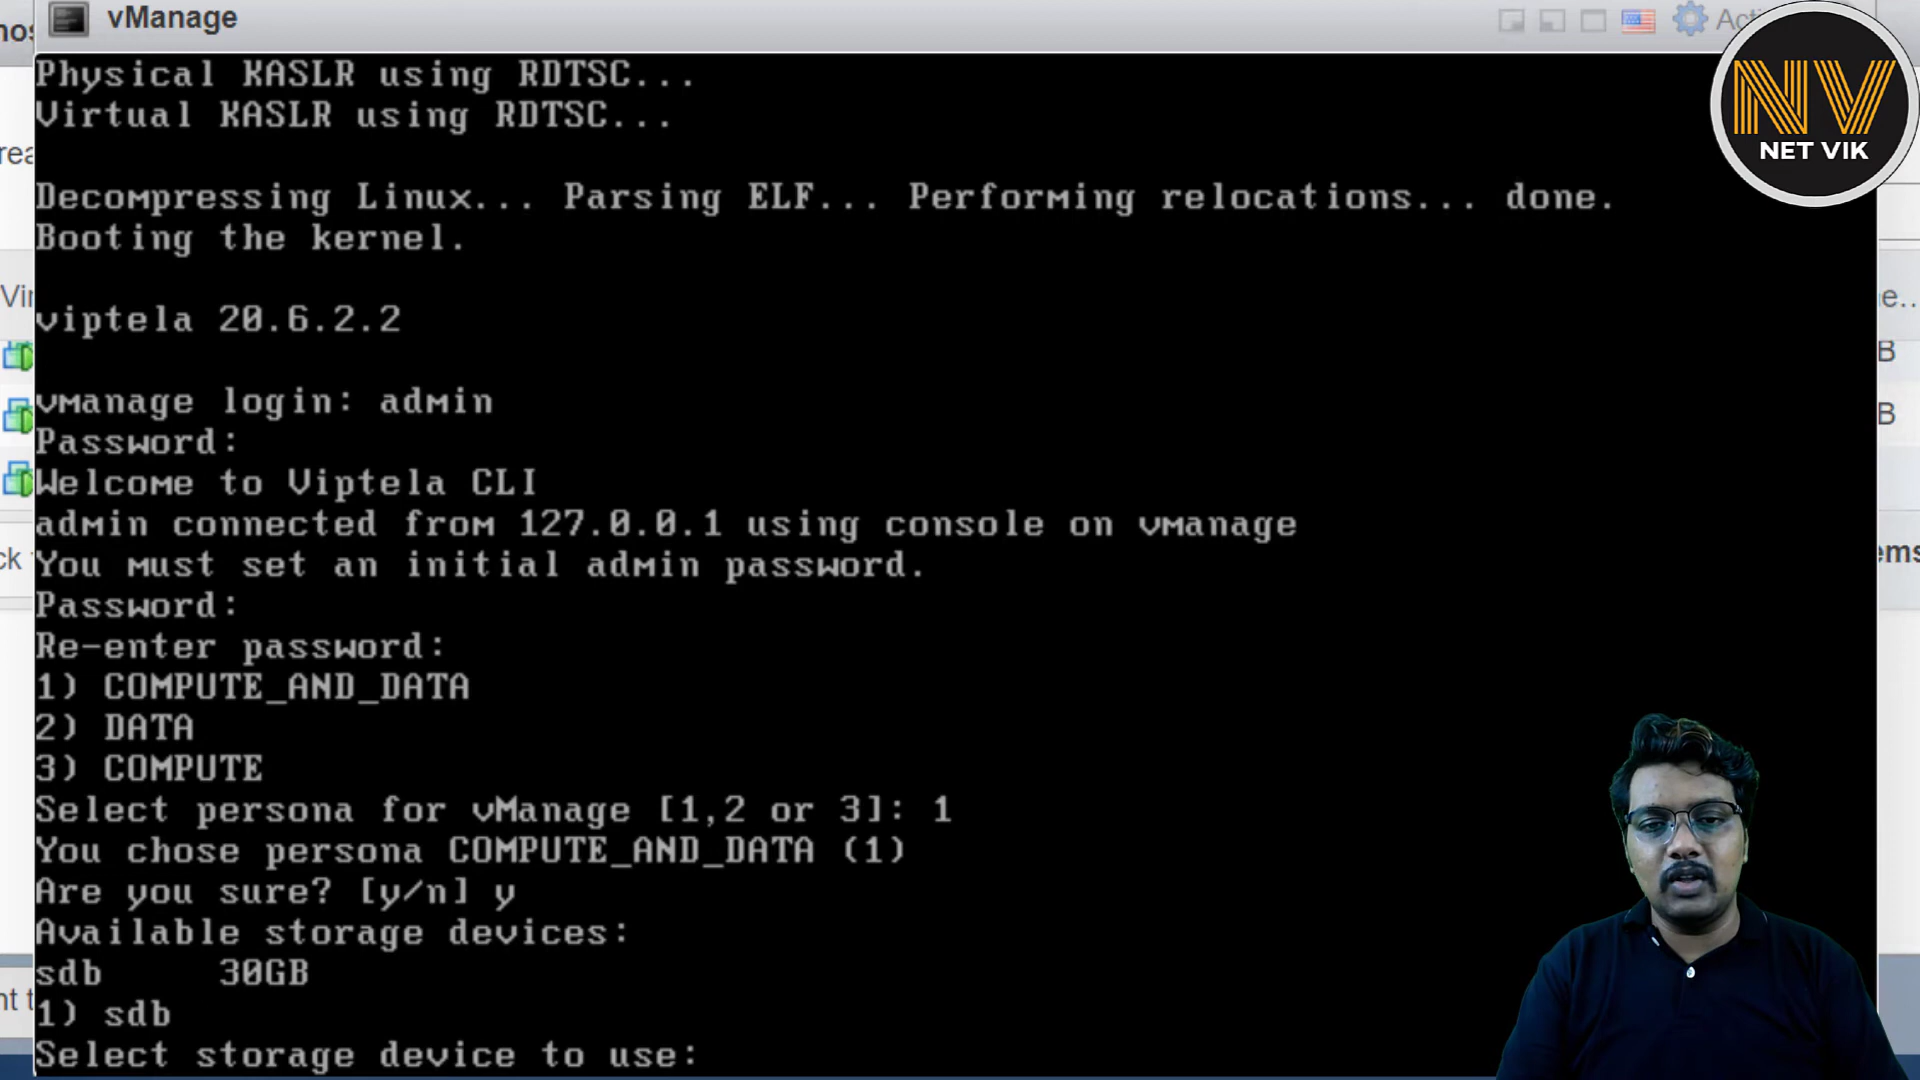 vManage
Physical KASLR using RDTSC...
Virtual KASLR using RDTSC...
Decompressing Linux... Parsing ELF... Performing relocations... done.
Booting the kernel.
viptela 20.6.2.2
vmanage login: admin
Password:
Welcome to Viptela CLI
admin connected from 127.0.0.1 using console on vmanage
You must set an initial admin password.
Password:
Re-enter password:
1) COMPUTE_AND_DATA
2) DATA
3) COMPUTE
Select persona for vManage [1,2 or 3]: 1
You chose persona COMPUTE_AND_DATA (1)
Are you sure? [y/n] y
Available storage devices:
sdb 30GB
1) sdb
Select storage device to use:
NV
NET VIK